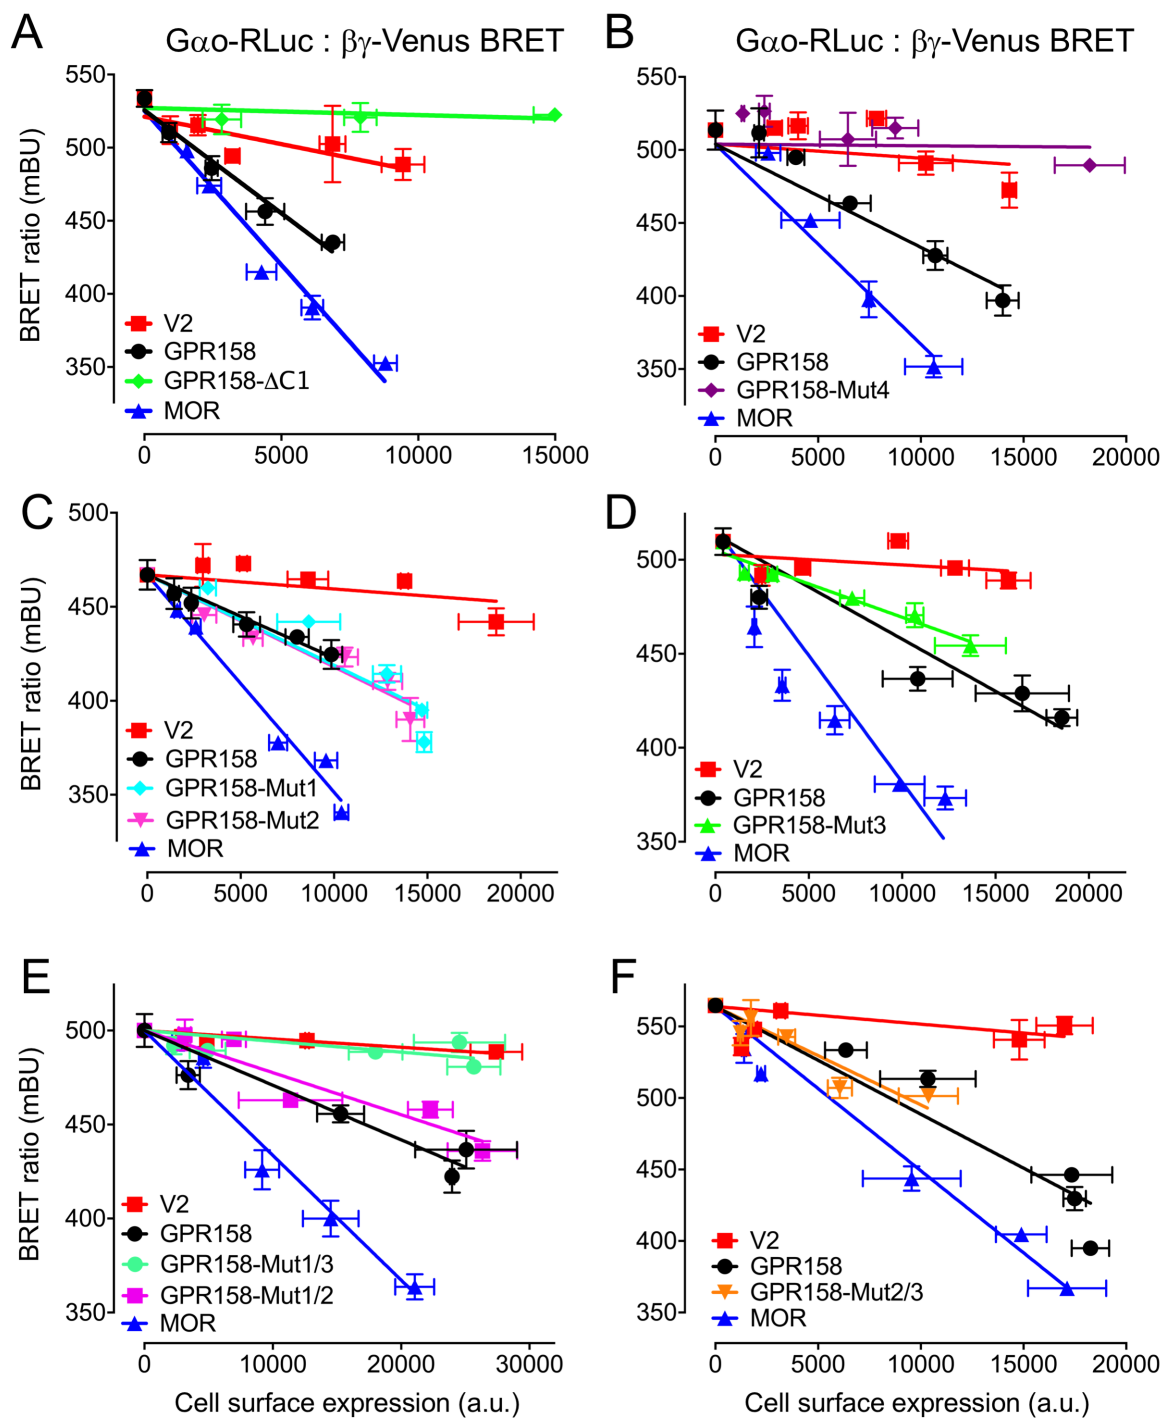 A
Gαo-RLuc : βγ-Venus BRET
BRET ratio (mBU)
550
500
450
400
350
V2
GPR158
GPR158-ΔC1
MOR
0
5000
10000
15000
B
Gαo-RLuc : βγ-Venus BRET
550
500
450
400
350
V2
GPR158
GPR158-Mut4
MOR
0
5000
10000
15000
20000
C
BRET ratio (mBU)
500
450
400
350
V2
GPR158
GPR158-Mut1
GPR158-Mut2
MOR
0
5000
10000
15000
20000
D
500
450
400
350
V2
GPR158
GPR158-Mut3
MOR
0
5000
10000
15000
20000
E
BRET ratio (mBU)
500
450
400
350
V2
GPR158
GPR158-Mut1/3
GPR158-Mut1/2
MOR
0
10000
20000
30000
Cell surface expression (a.u.)
F
550
500
450
400
350
V2
GPR158
GPR158-Mut2/3
MOR
0
5000
10000
15000
20000
Cell surface expression (a.u.)